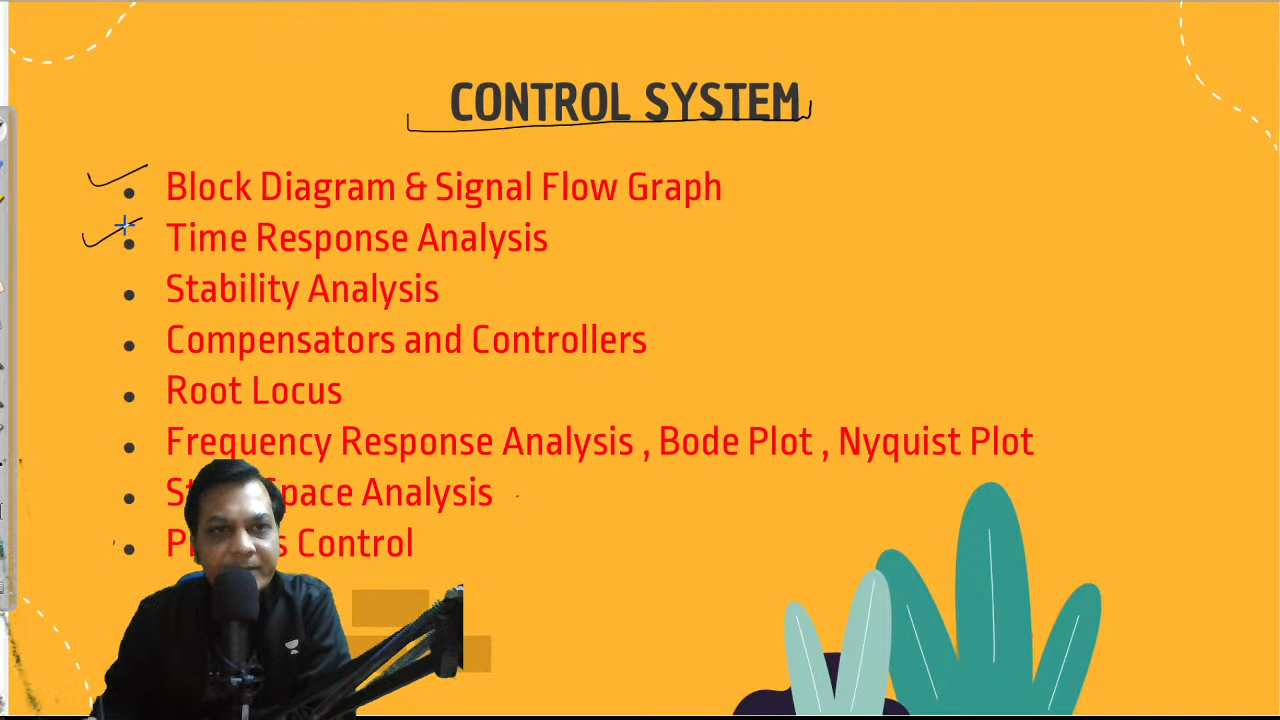 CONTROL SYSTEM
Block Diagram & Signal Flow Graph
Time Response Analysis
Stability Analysis
Compensators and Controllers
Root Locus
Frequency Response Analysis , Bode Plot , Nyquist Plot
Space Analysis
Control